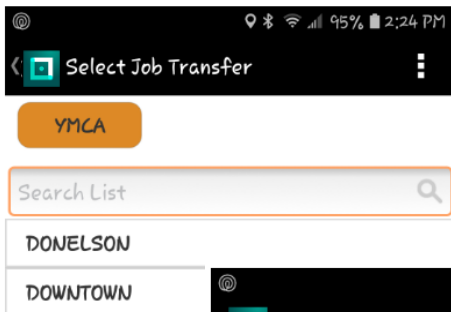 95% 2:24 PM
Select Job Transfer
YMCA
Search List
DONELSON
DOWNTOWN